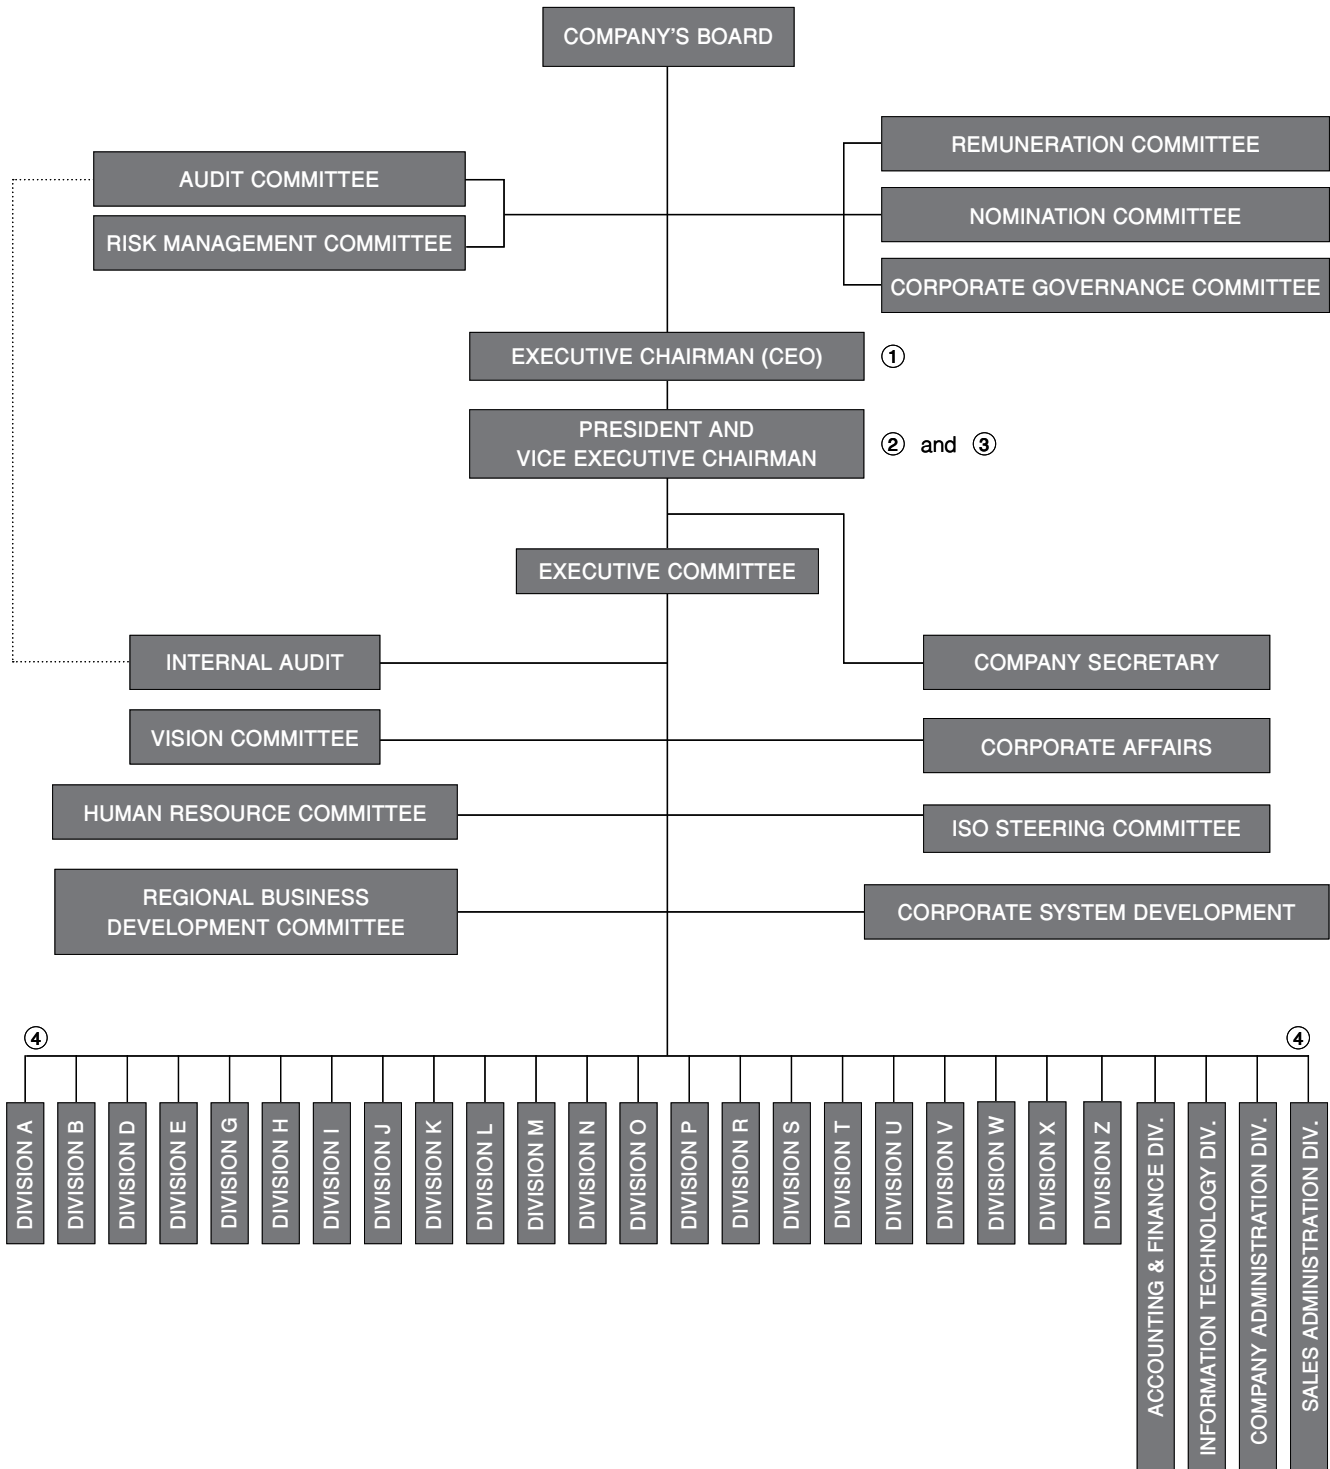 COMPANY'S BOARD
REMUNERATION COMMITTEE
AUDIT COMMITTEE
NOMINATION COMMITTEE
RISK MANAGEMENT COMMITTEE
CORPORATE GOVERNANCE COMMITTEE
EXECUTIVE CHAIRMAN (CEO) ①
PRESIDENT AND
VICE EXECUTIVE CHAIRMAN
② and ③
EXECUTIVE COMMITTEE
INTERNAL AUDIT
COMPANY SECRETARY
VISION COMMITTEE
CORPORATE AFFAIRS
HUMAN RESOURCE COMMITTEE
ISO STEERING COMMITTEE
REGIONAL BUSINESS
DEVELOPMENT COMMITTEE
CORPORATE SYSTEM DEVELOPMENT
④
④
DIVISION A
DIVISION B
DIVISION D
DIVISION E
DIVISION G
DIVISION H
DIVISION I
DIVISION J
DIVISION K
DIVISION L
DIVISION M
DIVISION N
DIVISION O
DIVISION P
DIVISION R
DIVISION S
DIVISION T
DIVISION U
DIVISION V
DIVISION W
DIVISION X
DIVISION Z
ACCOUNTING & FINANCE DIV.
INFORMATION TECHNOLOGY DIV.
COMPANY ADMINISTRATION DIV.
SALES ADMINISTRATION DIV.